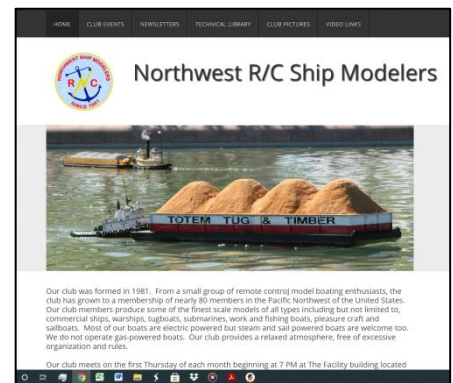 HOME CLUB EVENTS NEWSLETTERS TECHNICAL LIBRARY CLUB PICTURES VIDEO LINKS
NORTHWEST SHIP MODELERS
R/C
SINCE 1981
Northwest R/C Ship Modelers
TOTEM TUG & TIMBER
Our club was formed in 1981. From a small group of remote control model boating enthusiasts, the
club has grown to a membership of nearly 80 members in the Pacific Northwest of the United States.
Our club members produce some of the finest scale models of all types including but not limited to,
commercial ships, warships, tugboats, submarines, work and fishing boats, pleasure craft and
sailboats. Most of our boats are electric powered but steam and sail powered boats are welcome too.
We do not operate gas-powered boats. Our club provides a relaxed atmosphere, free of excessive
organization and rules.
Our club meets on the first Thursday of each month beginning at 7 PM at The Facility building located